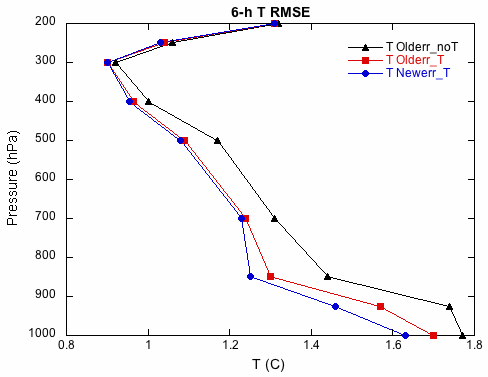 6-h T RMSE
200
300
400
500
600
700
800
900
1000
Pressure (hPa)
T Olderr_noT
T Olderr_T
T Newerr_T
0.8 1 1.2 1.4 1.6 1.8
T (C)